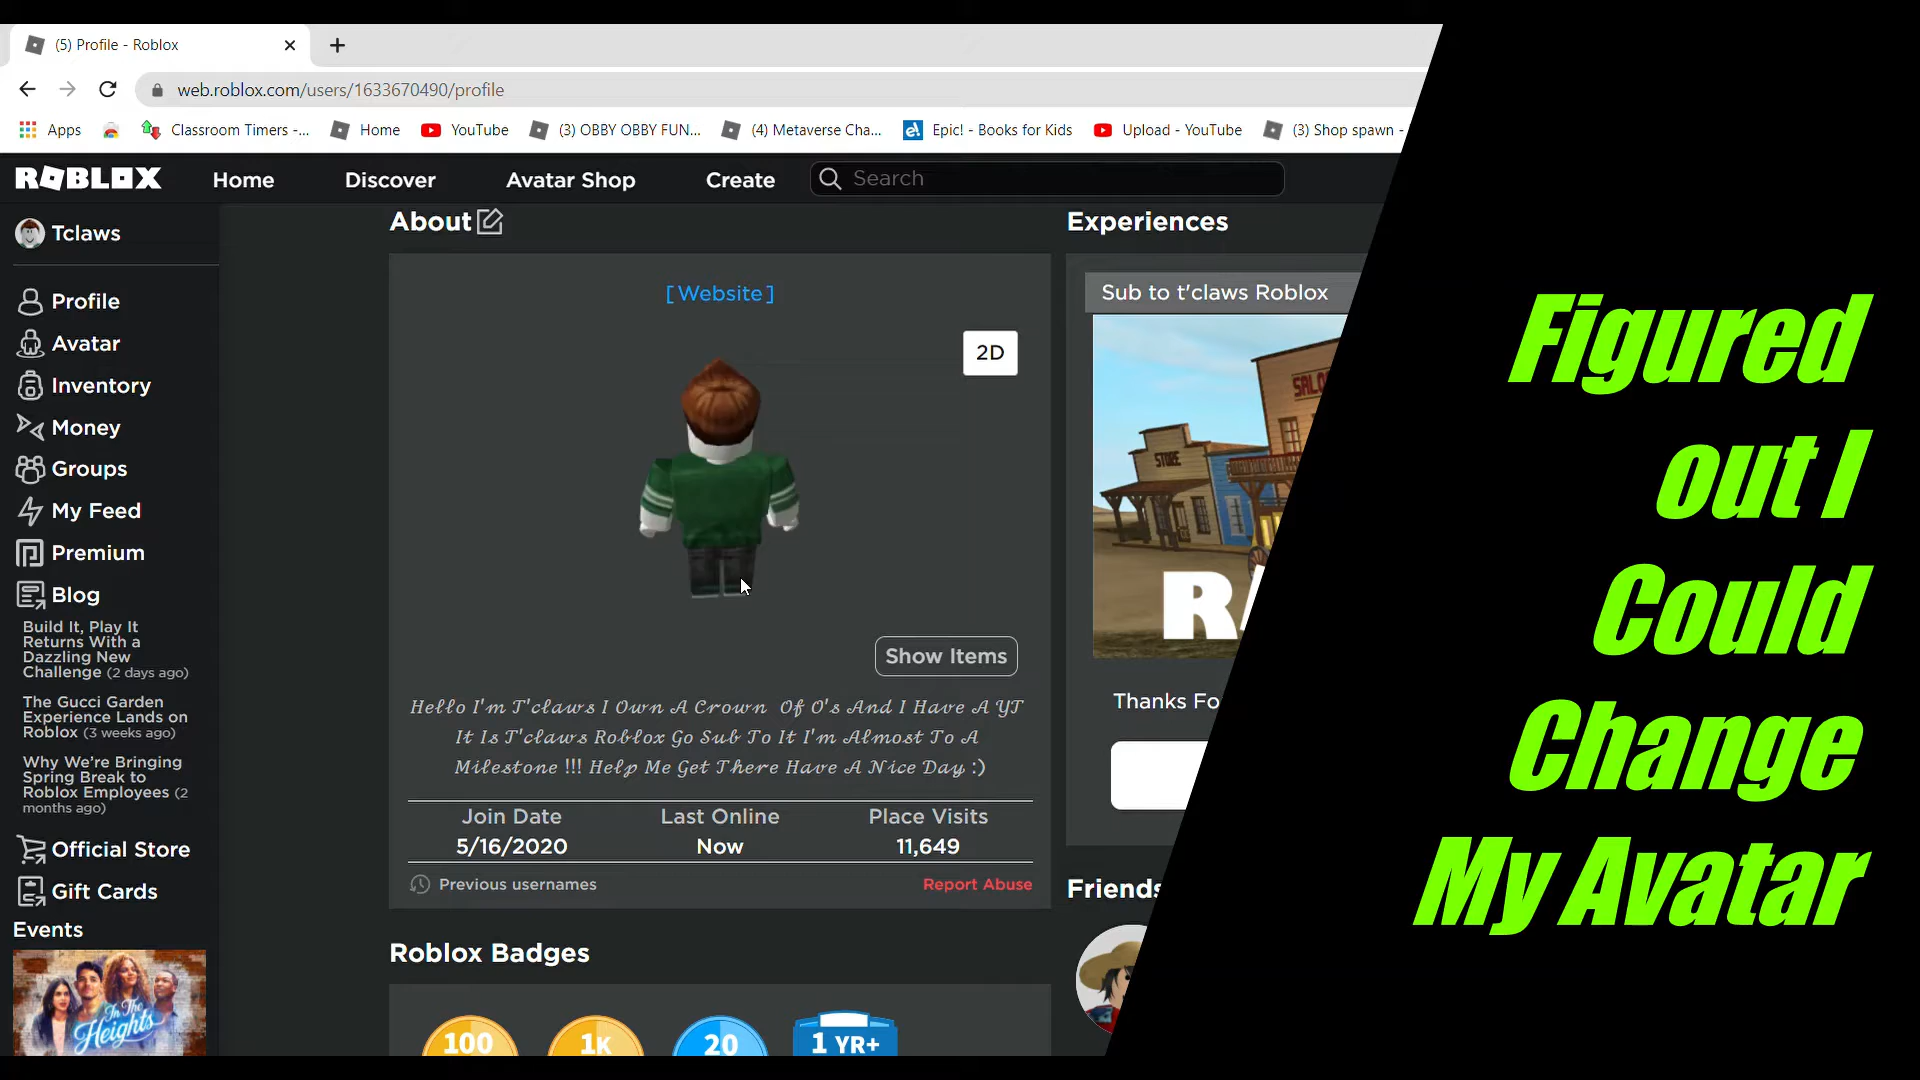 (5) Profile - Roblox
web.roblox.com/users/1633670490/profile
Apps
Classroom Timers -...
Home
YouTube
(3) OBBY OBBY FUN...
(4) Metaverse Cha...
Epic! - Books for Kids
Upload - YouTube
(3) Shop spawn -
ROBLOX
Home
Discover
Avatar Shop
Create
Search
Tclaws
Profile
Avatar
Inventory
Money
Groups
My Feed
Premium
Blog
Build It, Play It
Returns With a
Dazzling New
Challenge (2 days ago)
The Gucci Garden
Experience Lands on
Roblox (3 weeks ago)
Why We're Bringing
Spring Break to
Roblox Employees (2
months ago)
Official Store
Gift Cards
Events
In The
Heights
About
[ Website ]
2D
Show Items
Hello I'm T'claws I Own A Crown Of O's And I Have A YT
It Is T'claws Roblox Go Sub To It I'm Almost To A
Milestone !!! Help Me Get There Have A Nice Day :)
Join Date
5/16/2020
Last Online
Now
Place Visits
11,649
Previous usernames
Report Abuse
Roblox Badges
100
1K
20
1 YR+
Experiences
Sub to t'claws Roblox
STORE
Thanks Fo
Friends
Figured
out I
Could
Change
My Avatar